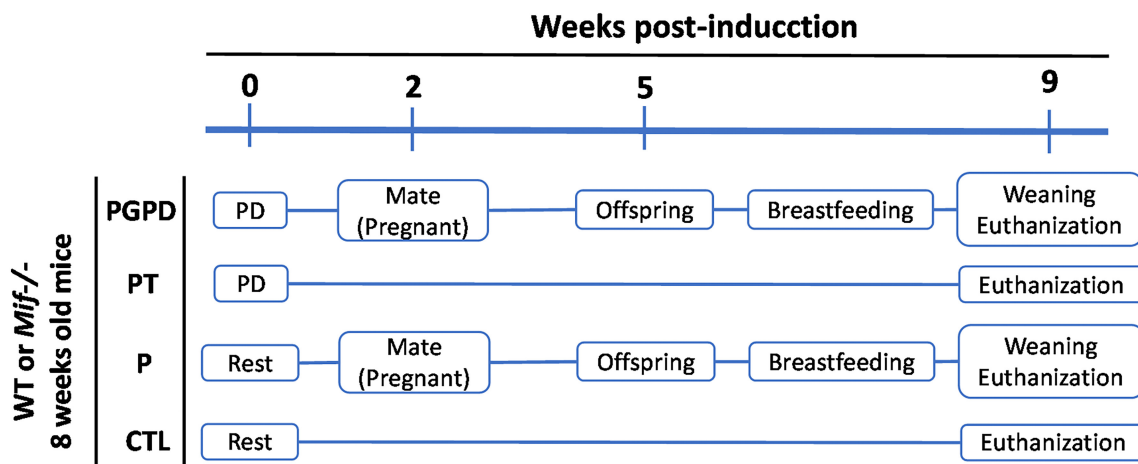 Weeks post-inducction
0 2 5 9
WT or Mif-/-
8 weeks old mice
PGPD PD Mate Offspring Breastfeeding Weaning
(Pregnant) Euthanization
PT PD Euthanization
P Rest Mate Offspring Breastfeeding Weaning
(Pregnant) Euthanization
CTL Rest Euthanization